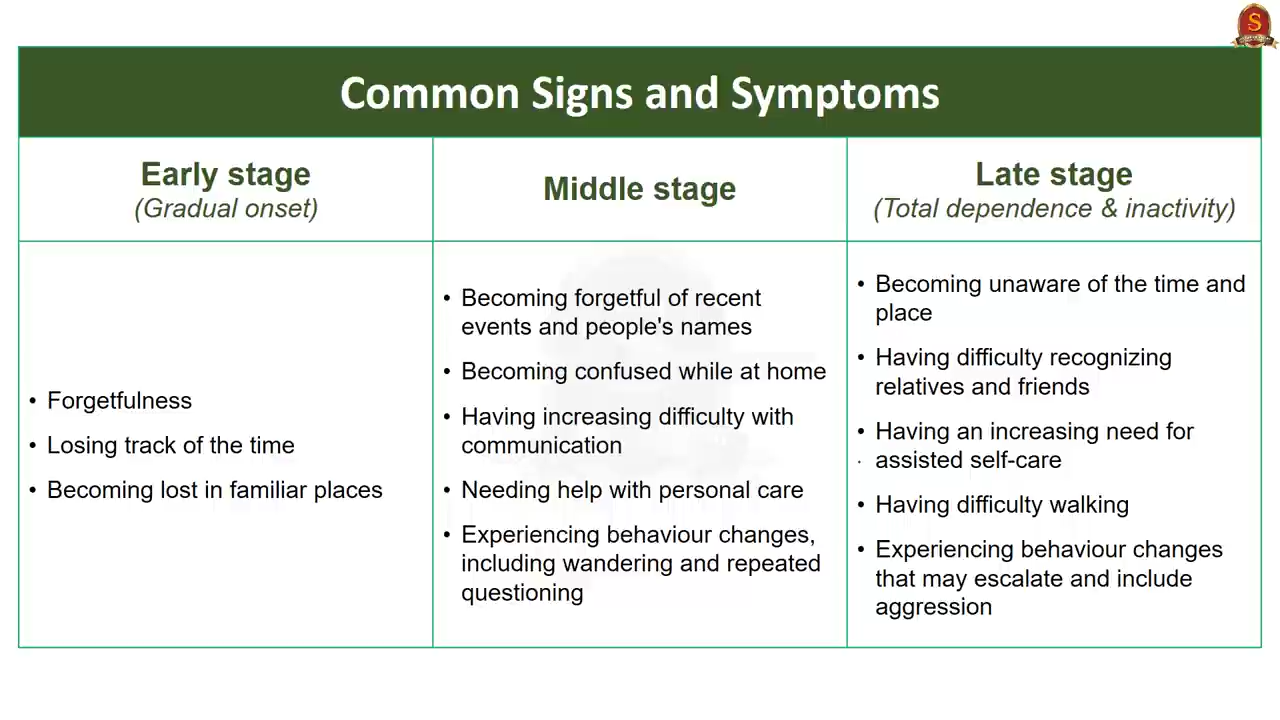 S
Common Signs and Symptoms
Early stage
(Gradual onset)
Middle stage
Late stage
(Total dependence & inactivity)
• Forgetfulness
• Losing track of the time
• Becoming lost in familiar places
• Becoming forgetful of recent
events and people's names
• Becoming confused while at home
• Having increasing difficulty with
communication
• Needing help with personal care
• Experiencing behaviour changes,
including wandering and repeated
questioning
• Becoming unaware of the time and
place
• Having difficulty recognizing
relatives and friends
• Having an increasing need for
assisted self-care
• Having difficulty walking
• Experiencing behaviour changes
that may escalate and include
aggression